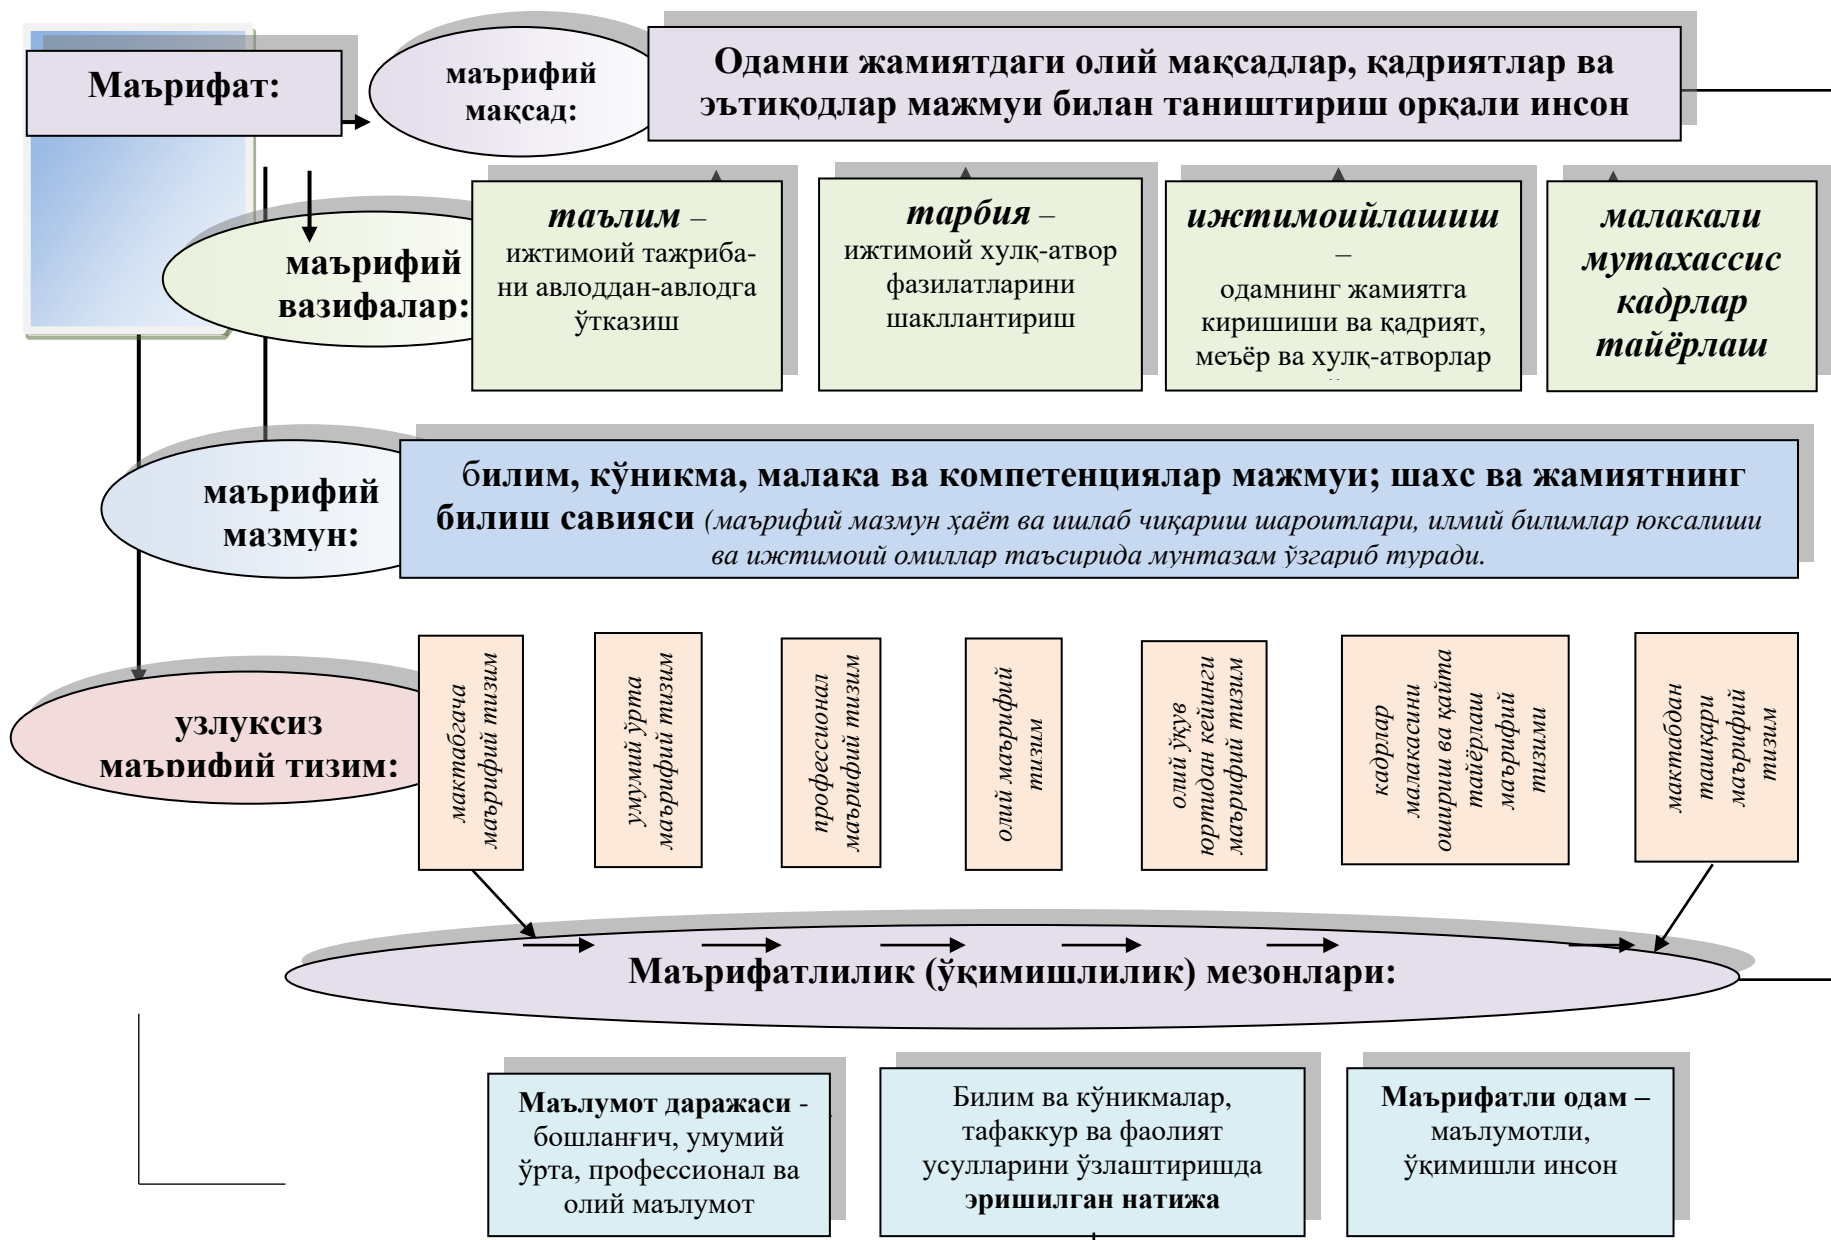 Маърифат:
маърифий
мақсад:
Одамни жамиятдаги олий мақсадлар, қадриятлар ва
эътиқодлар мажмуи билан таништириш орқали инсон
маърифий
вазифалар:
таълим –
ижтимоий тажриба-
ни авлоддан-авлодга
ўтказиш
тарбия –
ижтимоий хулқ-атвор
фазилатларини
шакллантириш
ижтимоийлашиш
–
одамнинг жамиятга
киришиши ва қадрият,
меъёр ва хулқ-атворлар
малакали
мутахассис
кадрлар
тайёрлаш
маърифий
мазмун:
билим, кўникма, малака ва компетенциялар мажмуи; шахс ва жамиятнинг
билиш савияси (маърифий мазмун ҳаёт ва ишлаб чиқариш шароитлари, илмий билимлар юксалиши
ва ижтимоий омиллар таъсирида мунтазам ўзгариб туради.
узлуксиз
маърифий тизим:
мактабгача
маърифий тизим
умумий ўрта
маърифий тизим
профессионал
маърифий тизим
олий маърифий
тизим
олий ўқув
юртидан кейинги
маърифий тизим
кадрлар
малакасини
ошириш ва қайта
тайёрлаш
маърифий
тизими
мактабдан
ташқари
маърифий
тизим
Маърифатлилик (ўқимишлилик) мезонлари:
Маълумот даражаси -
бошланғич, умумий
ўрта, профессионал ва
олий маълумот
Билим ва кўникмалар,
тафаккур ва фаолият
усулларини ўзлаштиришда
эришилган натижа
Маърифатли одам –
маълумотли,
ўқимишли инсон